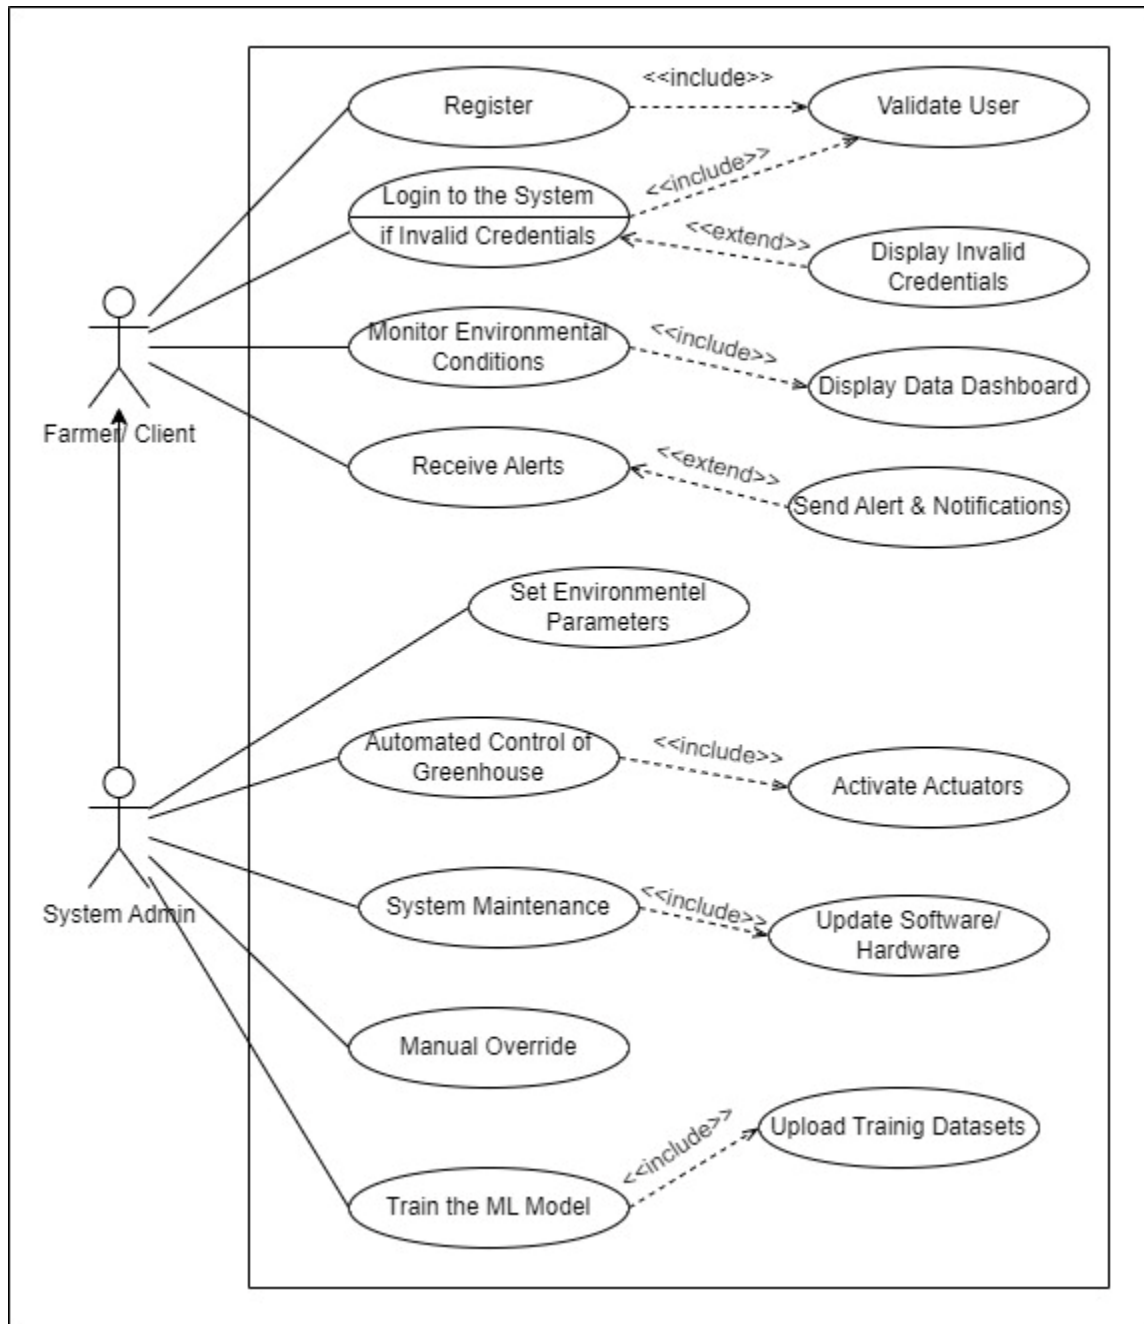 Register
<<include>>
Validate User
Login to the System
if Invalid Credentials
<<include>>
<<extend>>
Display Invalid
Credentials
Monitor Environmental
Conditions
<<include>>
Display Data Dashboard
Farmer/ Client
Receive Alerts
<<extend>>
Send Alert & Notifications
Set Environmentel
Parameters
Automated Control of
Greenhouse
<<include>>
Activate Actuators
System Admin
System Maintenance
<<include>>
Update Software/
Hardware
Manual Override
<<include>>
Upload Trainig Datasets
Train the ML Model